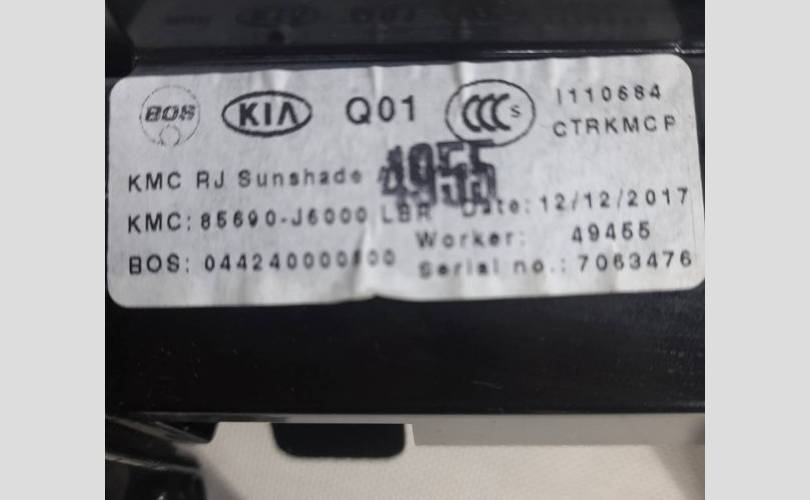 BOS KIA Q01 CCC S I110684
CTRKMCP
KMC RJ Sunshade 4955
KMC: 85690-J6000 LBR Date: 12/12/2017
Worker: 49455
BOS: 044240000800 Serial no.: 7063476